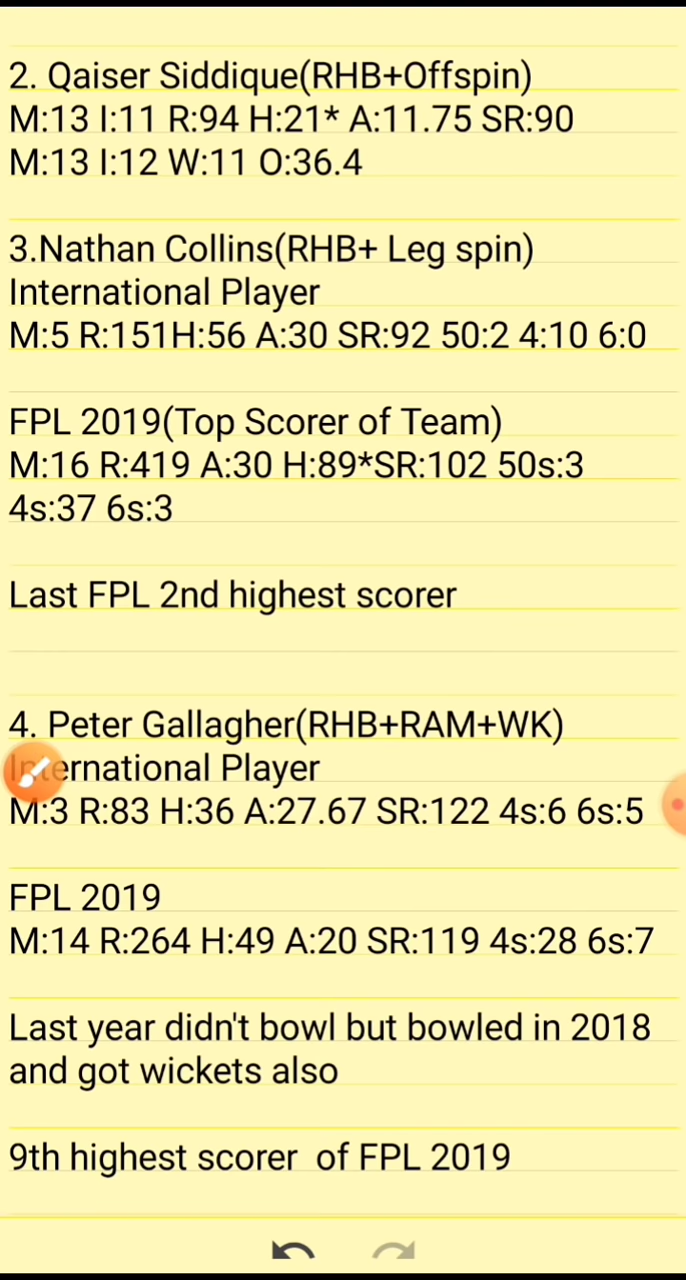 2. Qaiser Siddique(RHB+Offspin)
M:13 I:11 R:94 H:21* A:11.75 SR:90
M:13 I:12 W:11 O:36.4
3.Nathan Collins(RHB+ Leg spin)
International Player
M:5 R:151H:56 A:30 SR:92 50:2 4:10 6:0
FPL 2019(Top Scorer of Team)
M:16 R:419 A:30 H:89*SR:102 50s:3
4s:37 6s:3
Last FPL 2nd highest scorer
4. Peter Gallagher(RHB+RAM+WK)
International Player
M:3 R:83 H:36 A:27.67 SR:122 4s:6 6s:5
FPL 2019
M:14 R:264 H:49 A:20 SR:119 4s:28 6s:7
Last year didn't bowl but bowled in 2018
and got wickets also
9th highest scorer  of FPL 2019